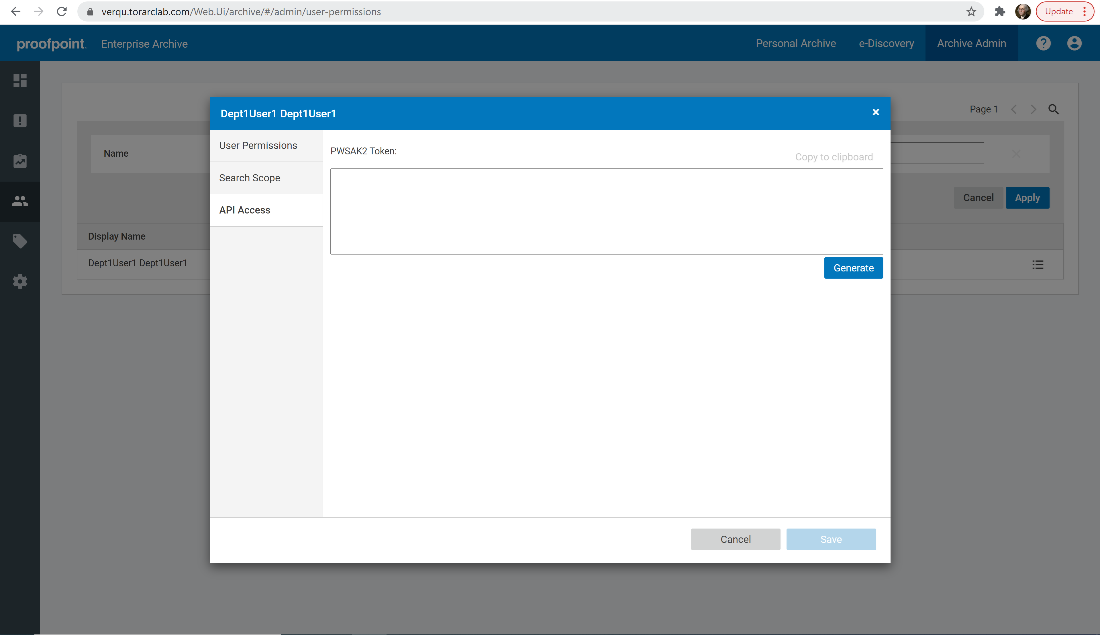 verqu.torarclab.com/Web.Ui/archive/#/admin/user-permissions
Update
proofpoint. Enterprise Archive Personal Archive e-Discovery Archive Admin
Page 1
Dept1User1 Dept1User1
Name
User Permissions
Search Scope
API Access
PWSAK2 Token:
Copy to clipboard
Generate
Cancel Apply
Display Name
Dept1User1 Dept1User1
Cancel Save